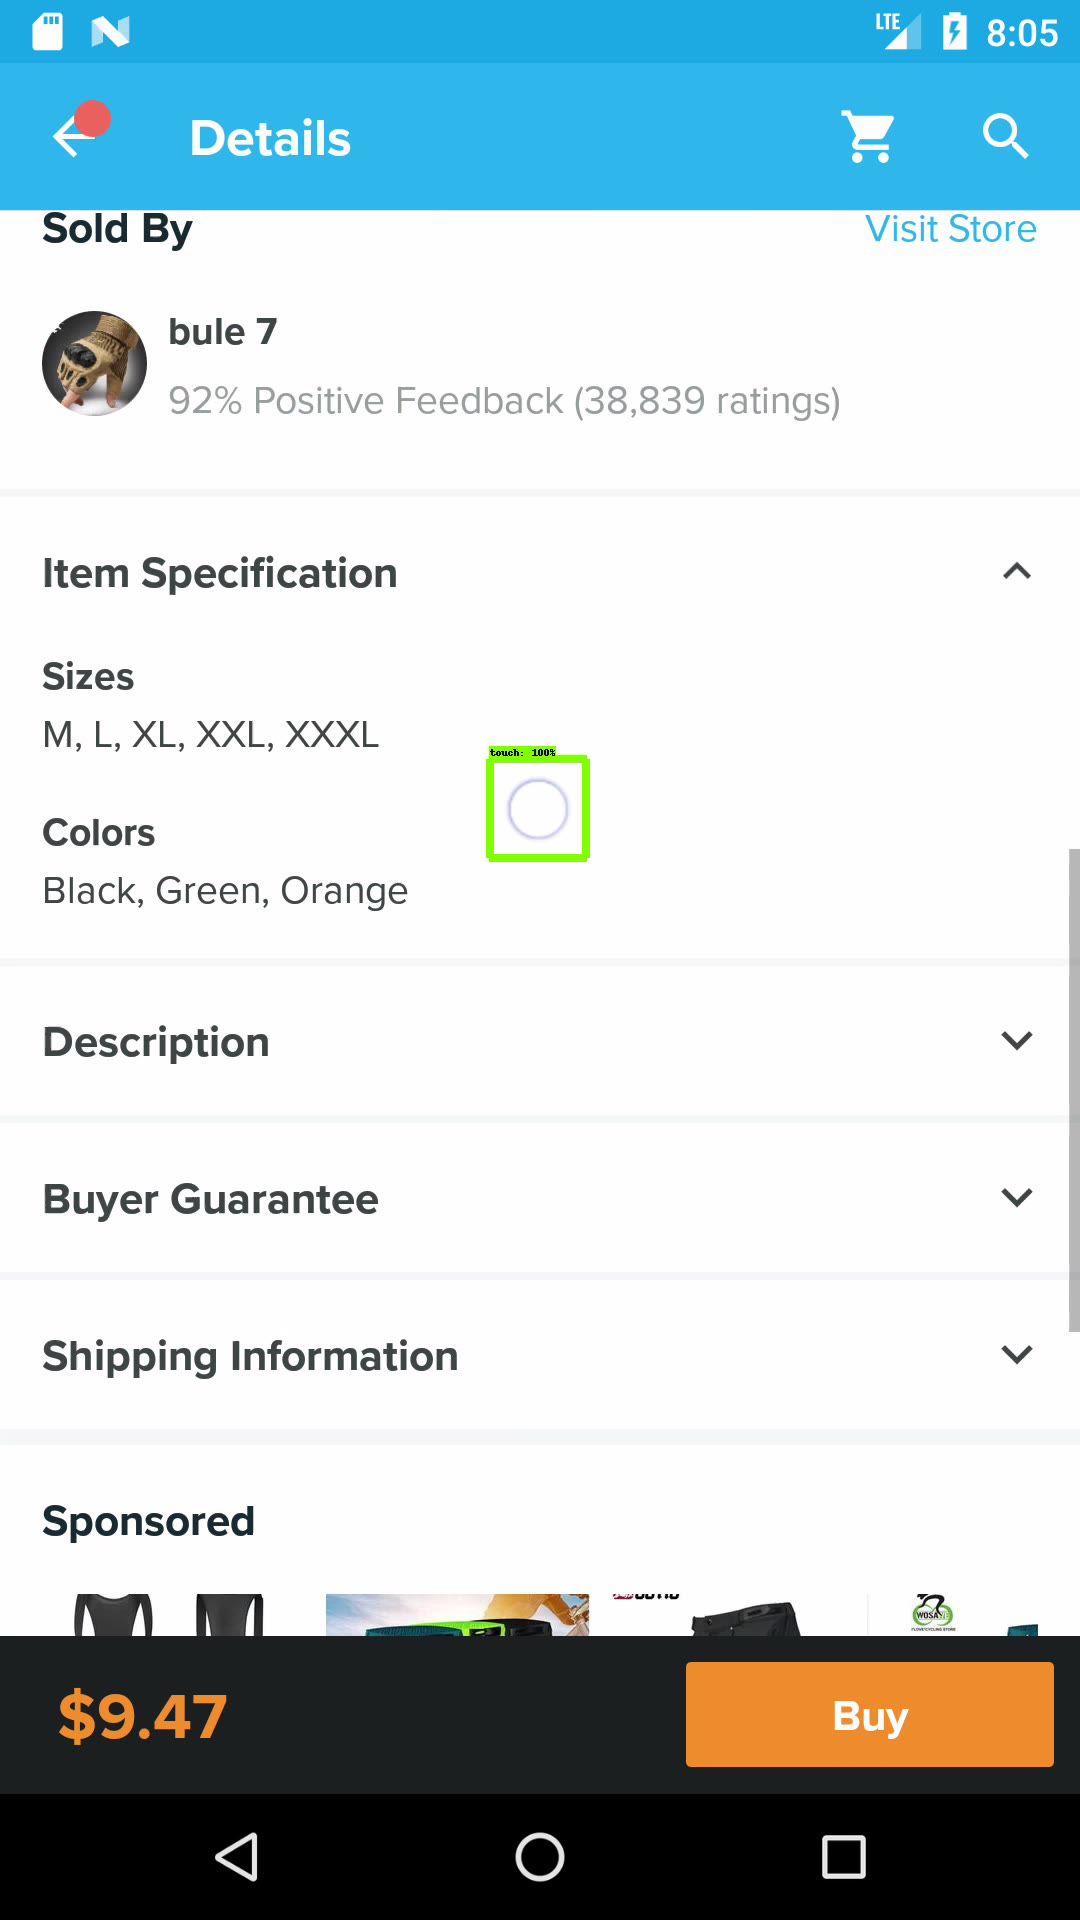 LTE 8:05
Details
Sold By Visit Store
bule 7
92% Positive Feedback (38,839 ratings)
Item Specification
Sizes
M, L, XL, XXL, XXXL
touch: 100%
Colors
Black, Green, Orange
Description
Buyer Guarantee
Shipping Information
Sponsored
WOSAWE
$9.47 Buy